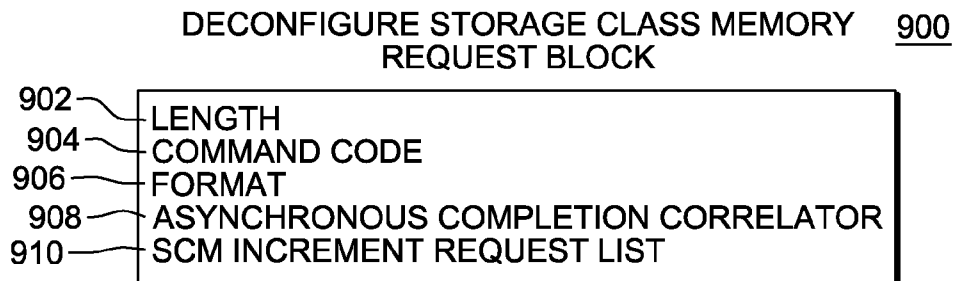 DECONFIGURE STORAGE CLASS MEMORY 900
REQUEST BLOCK
902 LENGTH
904 COMMAND CODE
906 FORMAT
908 ASYNCHRONOUS COMPLETION CORRELATOR
910 SCM INCREMENT REQUEST LIST